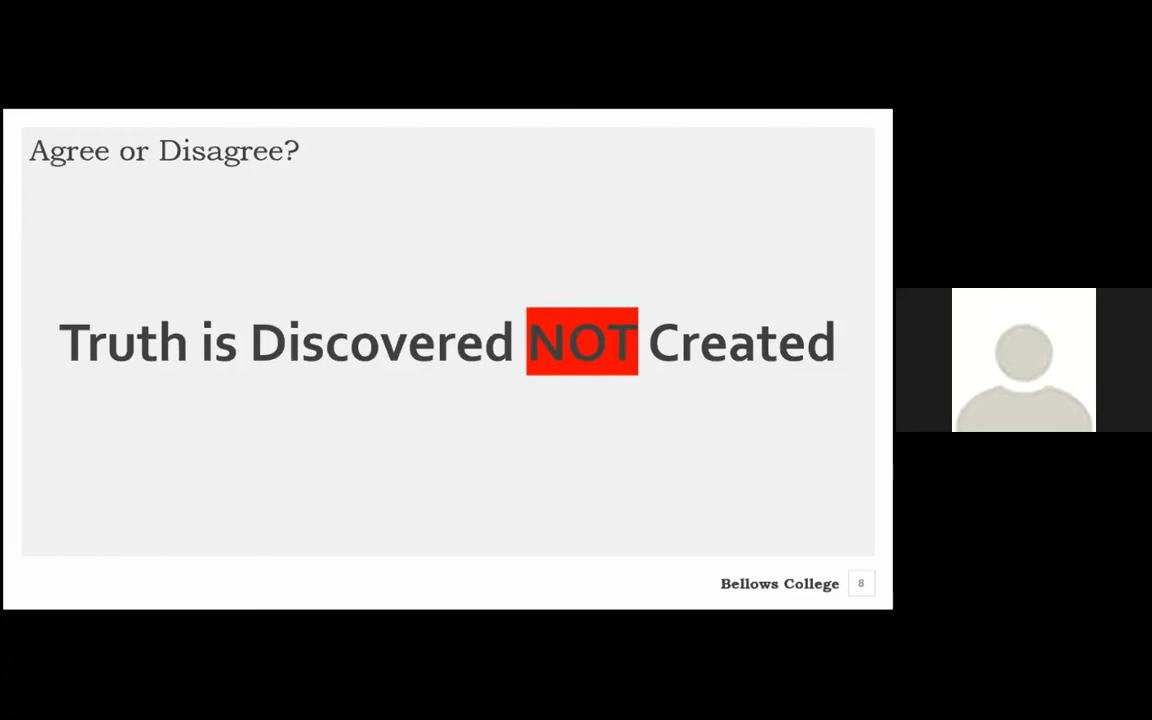 Agree or Disagree?
Truth is Discovered NOT Created
Bellows College 8